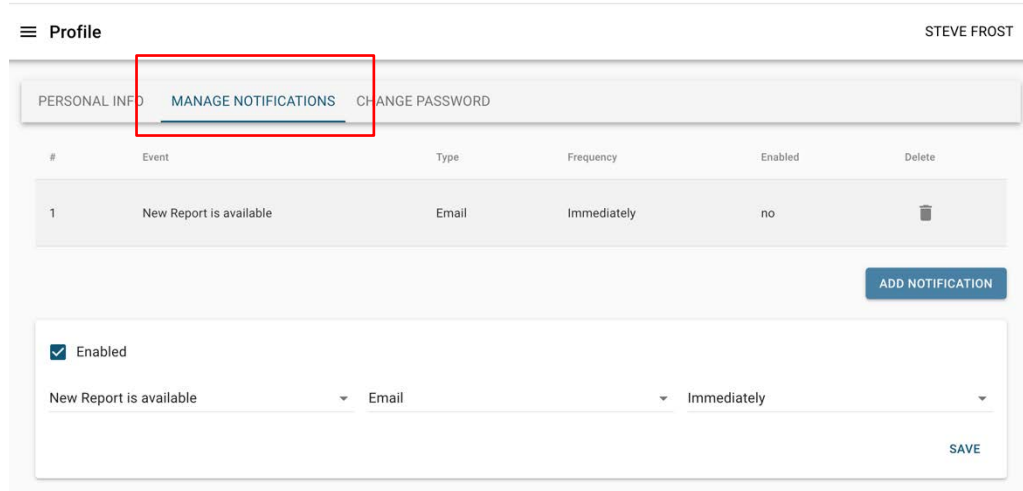 Profile STEVE FROST
PERSONAL INFO MANAGE NOTIFICATIONS CHANGE PASSWORD
# Event Type Frequency Enabled Delete
1 New Report is available Email Immediately no
ADD NOTIFICATION
Enabled
New Report is available Email Immediately
SAVE